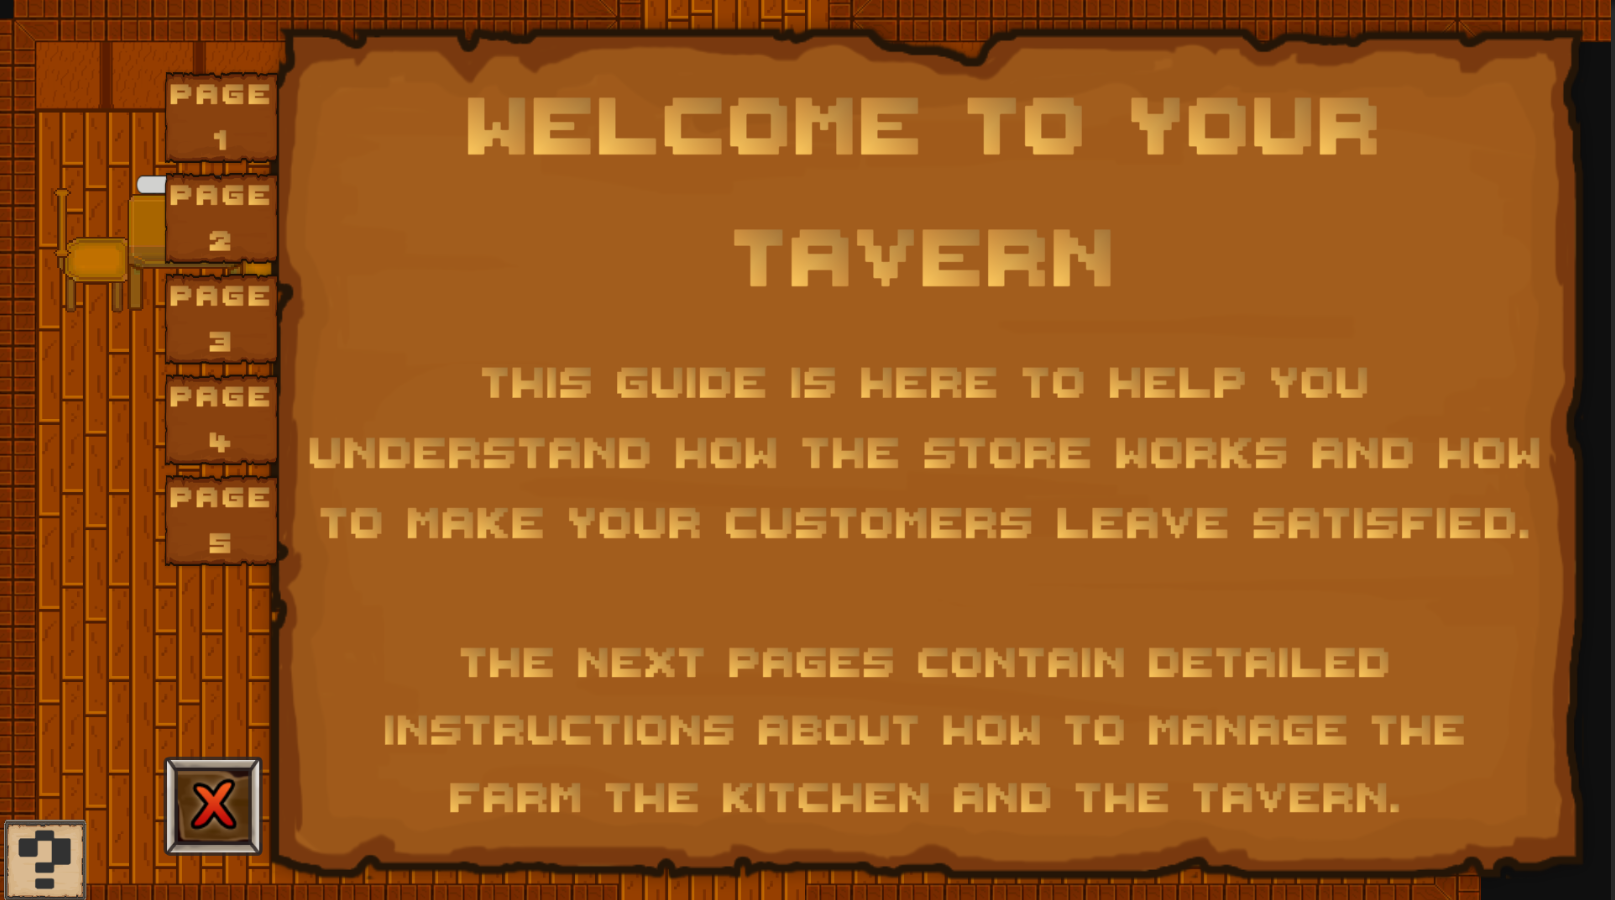 PAGE
1
PAGE
2
PAGE
3
PAGE
4
PAGE
5
WELCOME TO YOUR
TAVERN
THIS GUIDE IS HERE TO HELP YOU
UNDERSTAND HOW THE STORE WORKS AND HOW
TO MAKE YOUR CUSTOMERS LEAVE SATISFIED.
THE NEXT PAGES CONTAIN DETAILED
INSTRUCTIONS ABOUT HOW TO MANAGE THE
FARM THE KITCHEN AND THE TAVERN.
X
?